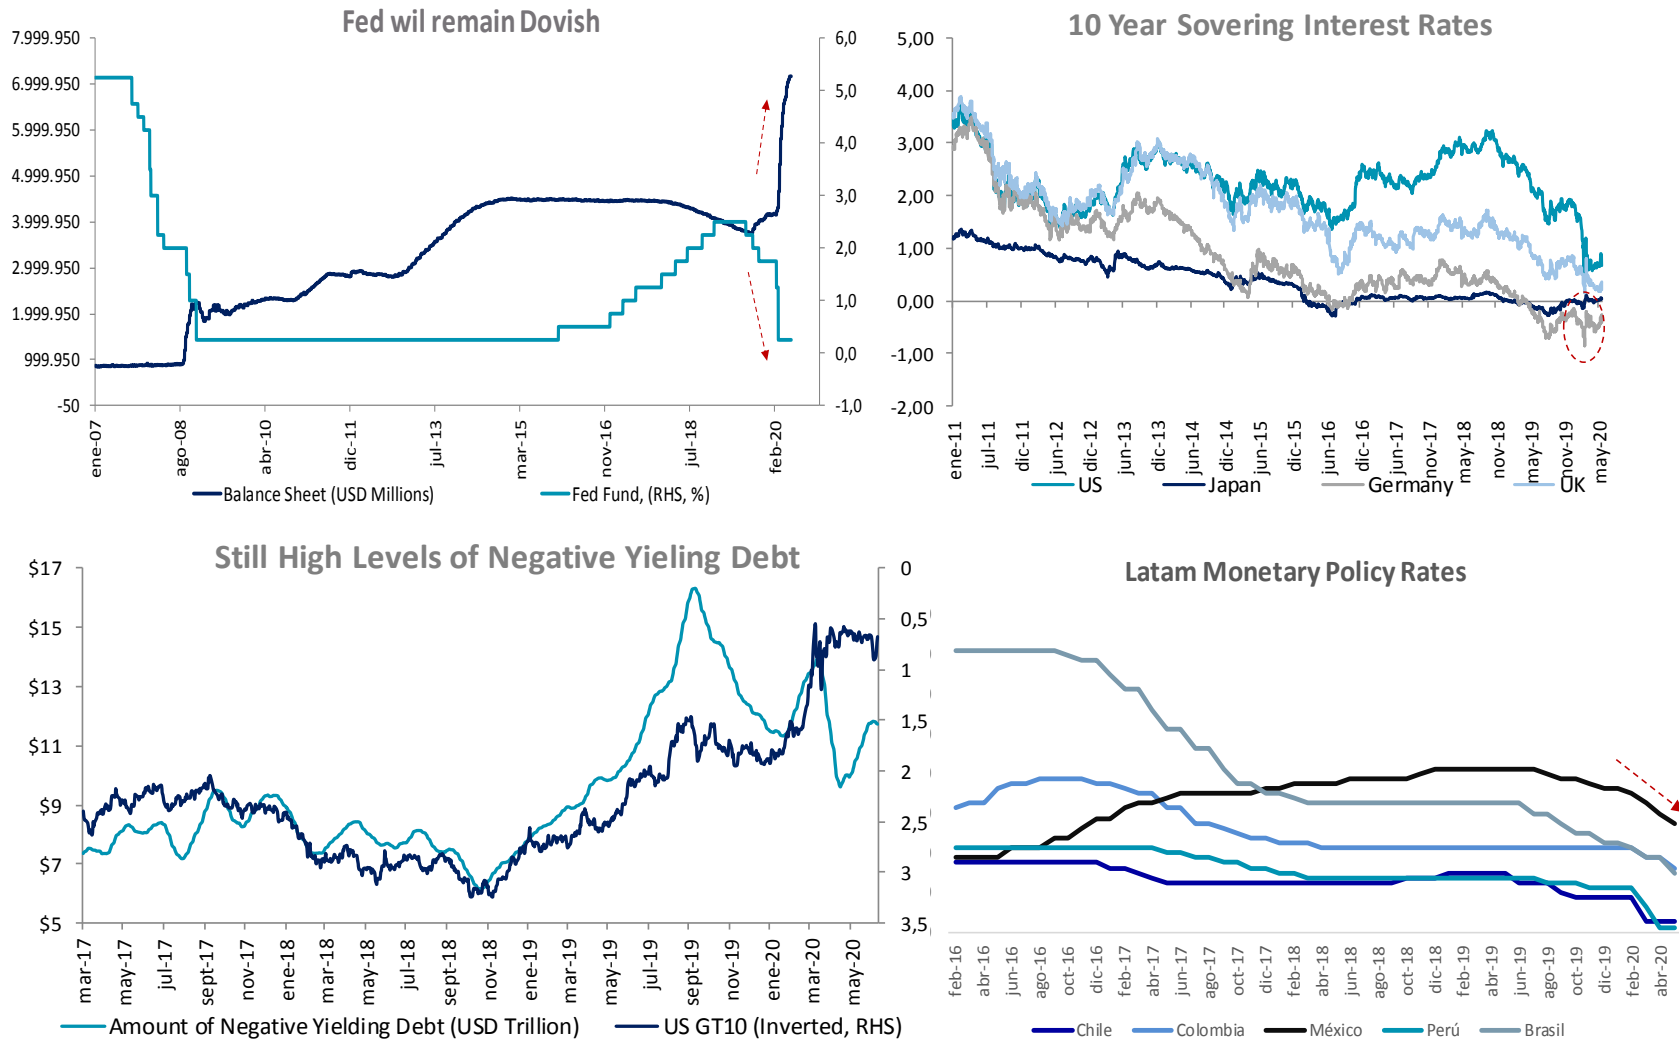 Fed wil remain Dovish
7.999.950
6.999.950
5.999.950
4.999.950
3.999.950
2.999.950
1.999.950
999.950
-50
6,0
5,0
4,0
3,0
2,0
1,0
0,0
-1,0
ene-07
ago-08
abr-10
dic-11
jul-13
mar-15
nov-16
jul-18
feb-20
Balance Sheet (USD Millions)
Fed Fund, (RHS, %)
10 Year Sovering Interest Rates
5,00
4,00
3,00
2,00
1,00
0,00
-1,00
-2,00
ene-11
jul-11
dic-11
jun-12
dic-12
jun-13
dic-13
jun-14
dic-14
jun-15
dic-15
jun-16
dic-16
jun-17
nov-17
may-18
nov-18
may-19
nov-19
may-20
US
Japan
Germany
UK
Still High Levels of Negative Yieling Debt
$17
$15
$13
$11
$9
$7
$5
0
0,5
1
1,5
2
2,5
3
3,5
mar-17
may-17
jul-17
sept-17
nov-17
ene-18
mar-18
may-18
jul-18
sept-18
nov-18
ene-19
mar-19
may-19
jul-19
sept-19
nov-19
ene-20
mar-20
may-20
Amount of Negative Yielding Debt (USD Trillion)
US GT10 (Inverted, RHS)
Latam Monetary Policy Rates
feb-16
abr-16
jun-16
ago-16
oct-16
dic-16
feb-17
abr-17
jun-17
ago-17
oct-17
dic-17
feb-18
abr-18
jun-18
ago-18
oct-18
dic-18
feb-19
abr-19
jun-19
ago-19
oct-19
dic-19
feb-20
abr-20
Chile
Colombia
México
Perú
Brasil